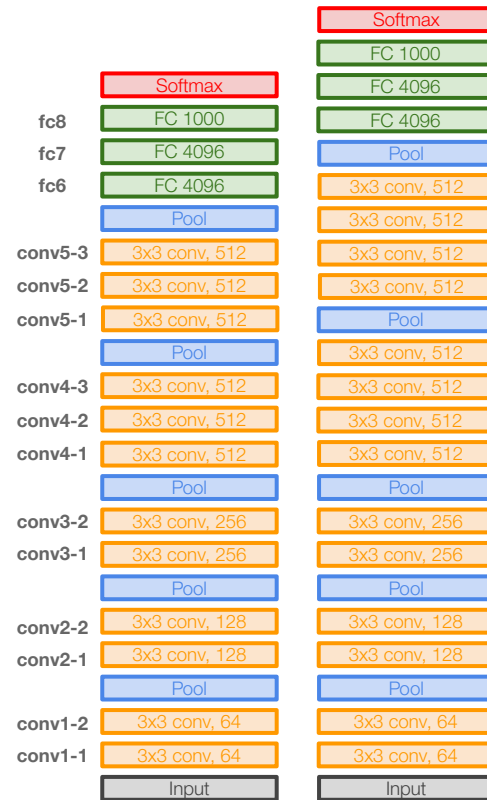 Softmax
fc8 FC 1000
fc7 FC 4096
fc6 FC 4096
Pool
conv5-3 3x3 conv, 512
conv5-2 3x3 conv, 512
conv5-1 3x3 conv, 512
Pool
conv4-3 3x3 conv, 512
conv4-2 3x3 conv, 512
conv4-1 3x3 conv, 512
Pool
conv3-2 3x3 conv, 256
conv3-1 3x3 conv, 256
Pool
conv2-2 3x3 conv, 128
conv2-1 3x3 conv, 128
Pool
conv1-2 3x3 conv, 64
conv1-1 3x3 conv, 64
Input
Softmax
FC 1000
FC 4096
FC 4096
Pool
3x3 conv, 512
3x3 conv, 512
3x3 conv, 512
3x3 conv, 512
Pool
3x3 conv, 512
3x3 conv, 512
3x3 conv, 512
3x3 conv, 512
Pool
3x3 conv, 256
3x3 conv, 256
Pool
3x3 conv, 128
3x3 conv, 128
Pool
3x3 conv, 64
3x3 conv, 64
Input